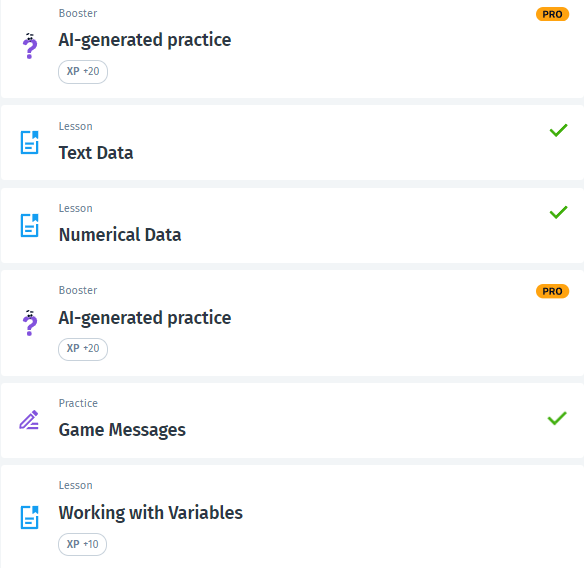 Booster
PRO
AI-generated practice
XP +20
Lesson
Text Data
Lesson
Numerical Data
Booster
PRO
AI-generated practice
XP +20
Practice
Game Messages
Lesson
Working with Variables
XP +10